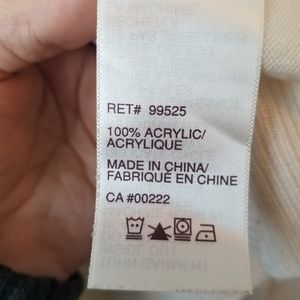 RET# 99525
100% ACRYLIC/
ACRYLIQUE
MADE IN CHINA/
FABRIQUÉ EN CHINE
CA #00222